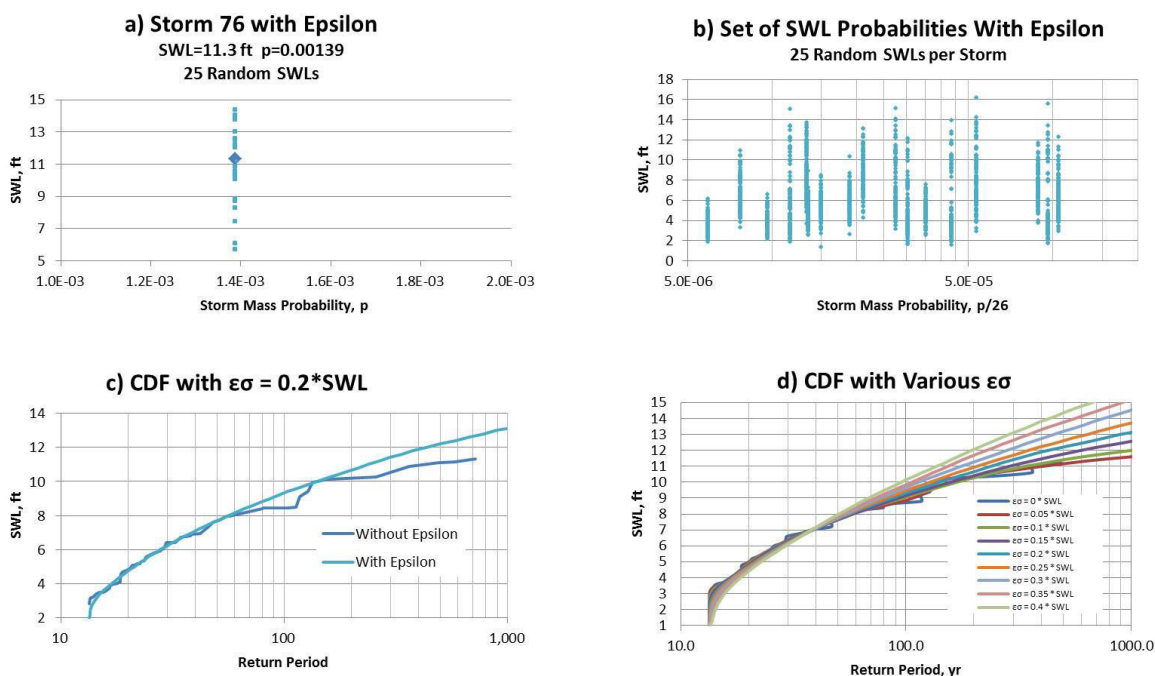 a) Storm 76 with Epsilon
SWL=11.3 ft p=0.00139
25 Random SWLs
15
13
11
9
7
5
SWL, ft
1.0E-03
1.2E-03
1.4E-03
1.6E-03
1.8E-03
2.0E-03
Storm Mass Probability, p
b) Set of SWL Probabilities With Epsilon
25 Random SWLs per Storm
18
16
14
12
10
8
6
4
2
0
SWL, ft
5.0E-06
5.0E-05
Storm Mass Probability, p/26
c) CDF with εσ = 0.2*SWL
14
12
10
8
6
4
2
SWL, ft
Without Epsilon
With Epsilon
10
100
1,000
Return Period
d) CDF with Various εσ
15
14
13
12
11
10
9
8
7
6
5
4
3
2
1
SWL, ft
εσ = 0 * SWL
εσ = 0.05 * SWL
εσ = 0.1 * SWL
εσ = 0.15 * SWL
εσ = 0.2 * SWL
εσ = 0.25 * SWL
εσ = 0.3 * SWL
εσ = 0.35 * SWL
εσ = 0.4 * SWL
10.0
100.0
1000.0
Return Period, yr